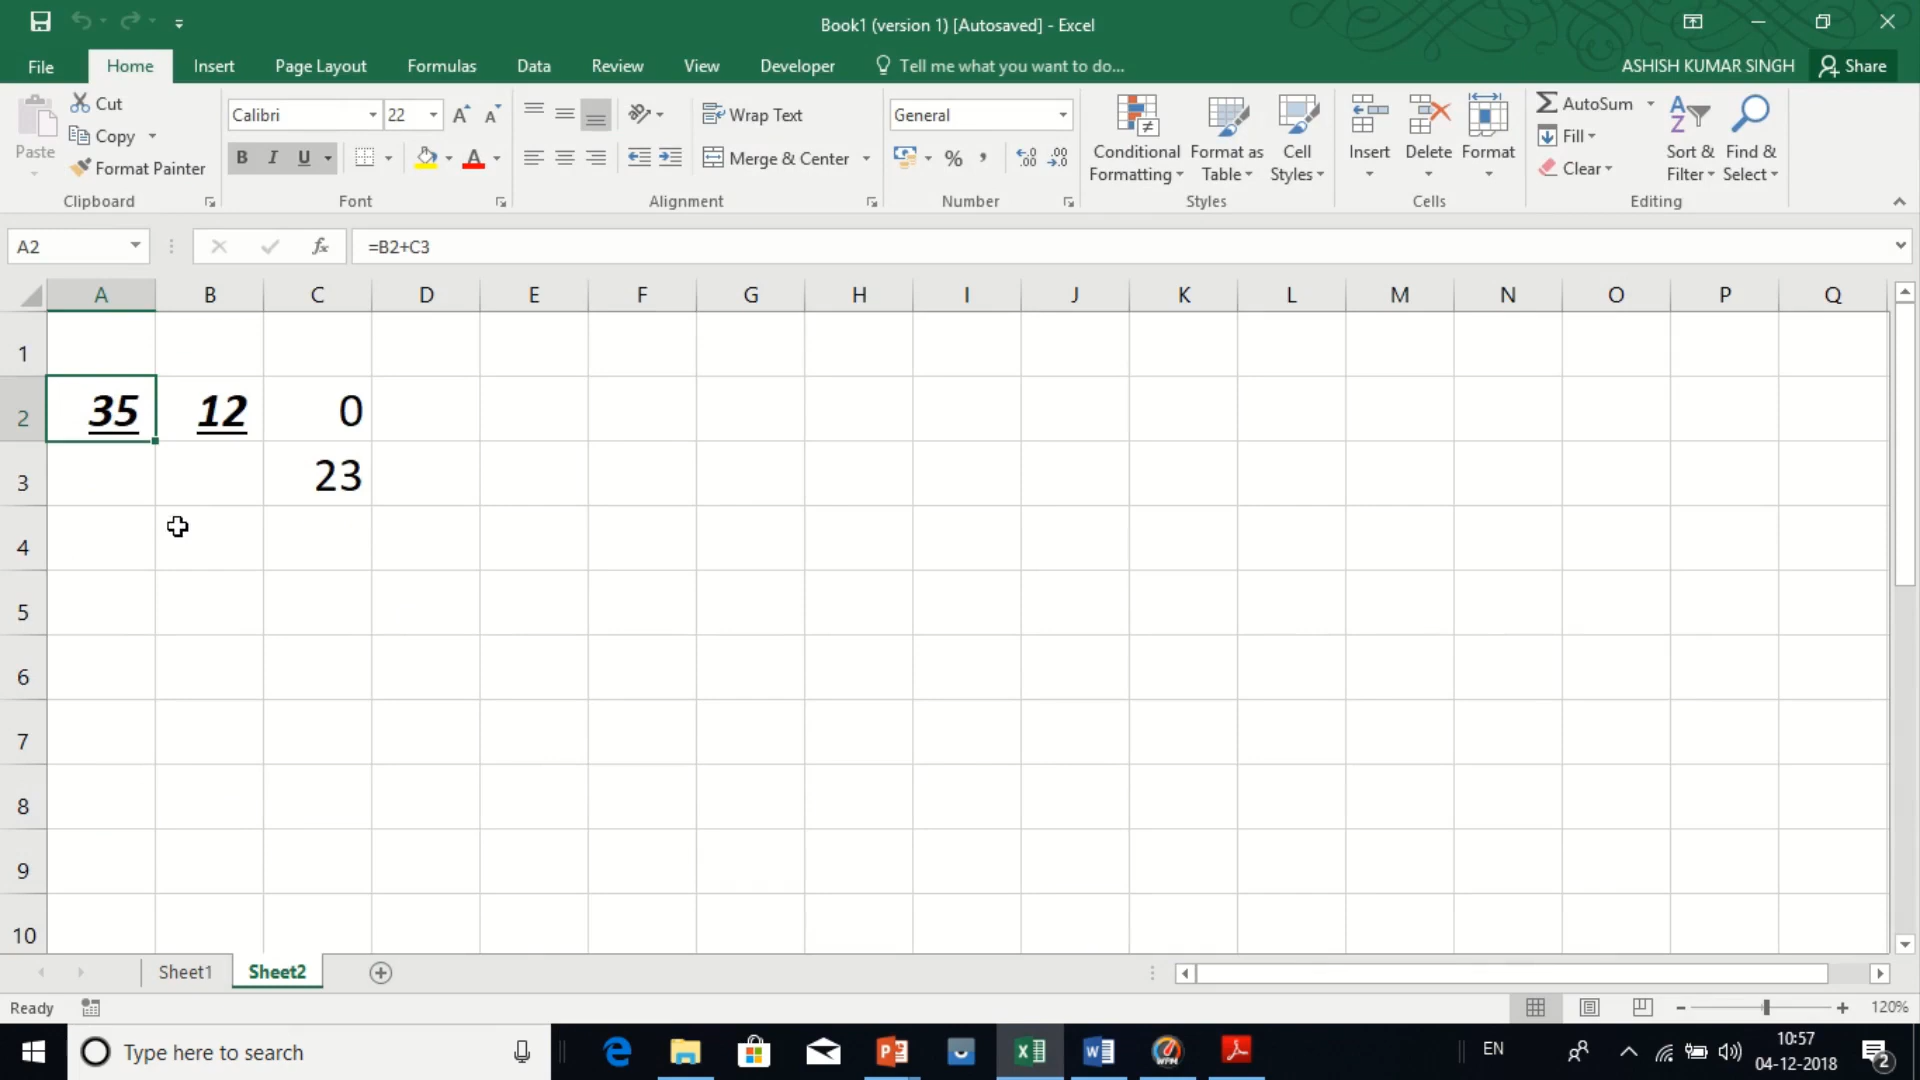 Book1 (version 1) [Autosaved] - Excel
File Home Insert Page Layout Formulas Data Review View Developer Tell me what you want to do... ASHISH KUMAR SINGH Share
Paste
Cut
Copy
Format Painter
Clipboard
Calibri 22
B I U
Font
Wrap Text
Merge & Center
Alignment
General
% ,
Number
Conditional Formatting
Format as Table
Cell Styles
Styles
Insert Delete Format
Cells
AutoSum
Fill
Clear
Sort & Filter
Find & Select
Editing
A2 fx =B2+C3
A B C D E F G H I J K L M N O P Q
1
2 35 12 0
3 23
4
5
6
7
8
9
10
Sheet1 Sheet2
Ready 120%
Type here to search EN 10:57
04-12-2018 2